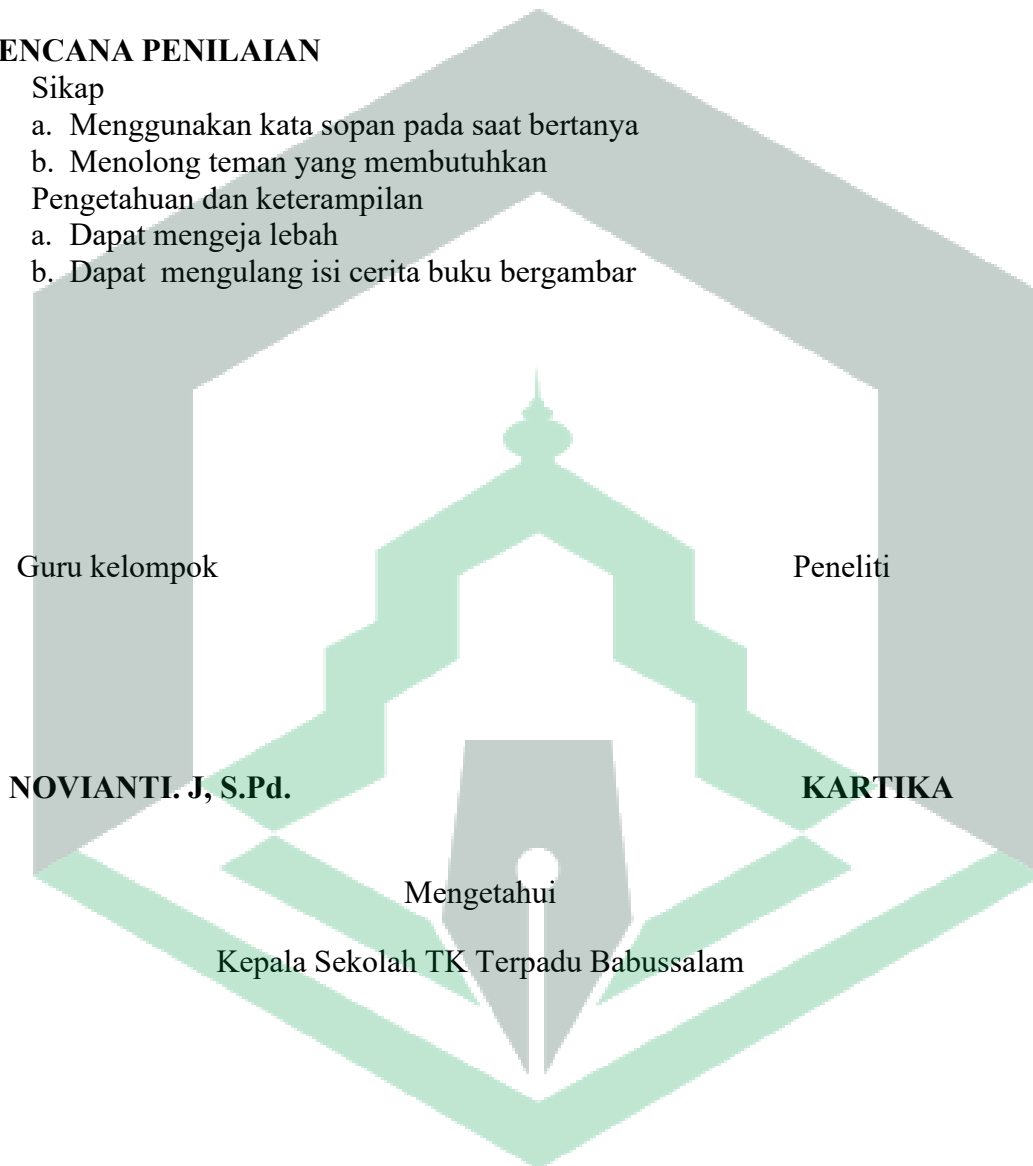 ENCANA PENILAIAN
Sikap
a. Menggunakan kata sopan pada saat bertanya
b. Menolong teman yang membutuhkan
Pengetahuan dan keterampilan
a. Dapat mengeja lebah
b. Dapat mengulang isi cerita buku bergambar
Guru kelompok Peneliti
NOVIANTI. J, S.Pd. KARTIKA
Mengetahui
Kepala Sekolah TK Terpadu Babussalam